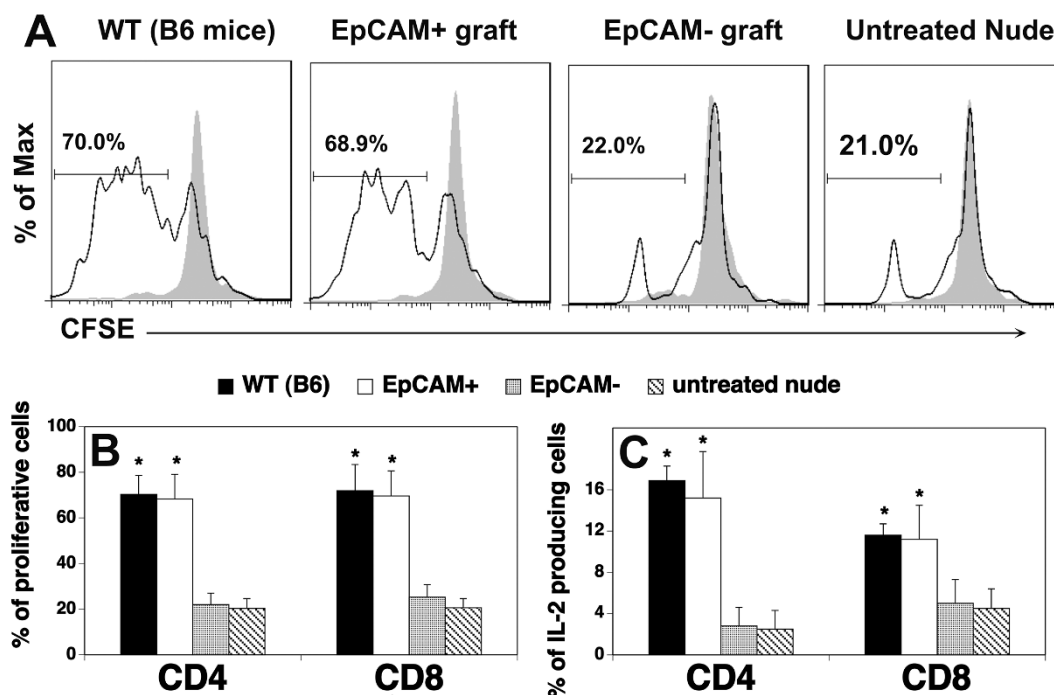 A WT (B6 mice) EpCAM+ graft EpCAM- graft Untreated Nude
% of Max
70.0% 68.9% 22.0% 21.0%
CFSE
WT (B6) EpCAM+ EpCAM- untreated nude
B
% of proliferative cells
100
80
60
40
20
0
* * * *
CD4 CD8
C
% of IL-2 producing cells
16
12
8
4
0
* * * *
CD4 CD8